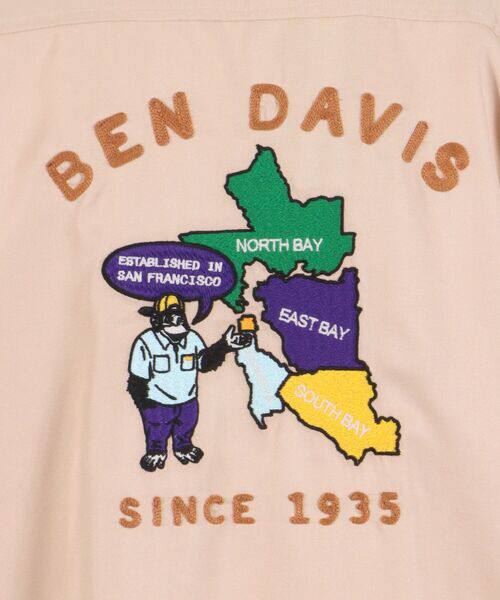 BEN DAVIS
NORTH BAY
ESTABLISHED IN
SAN FRANCISCO
EAST BAY
SOUTH BAY
SINCE 1935